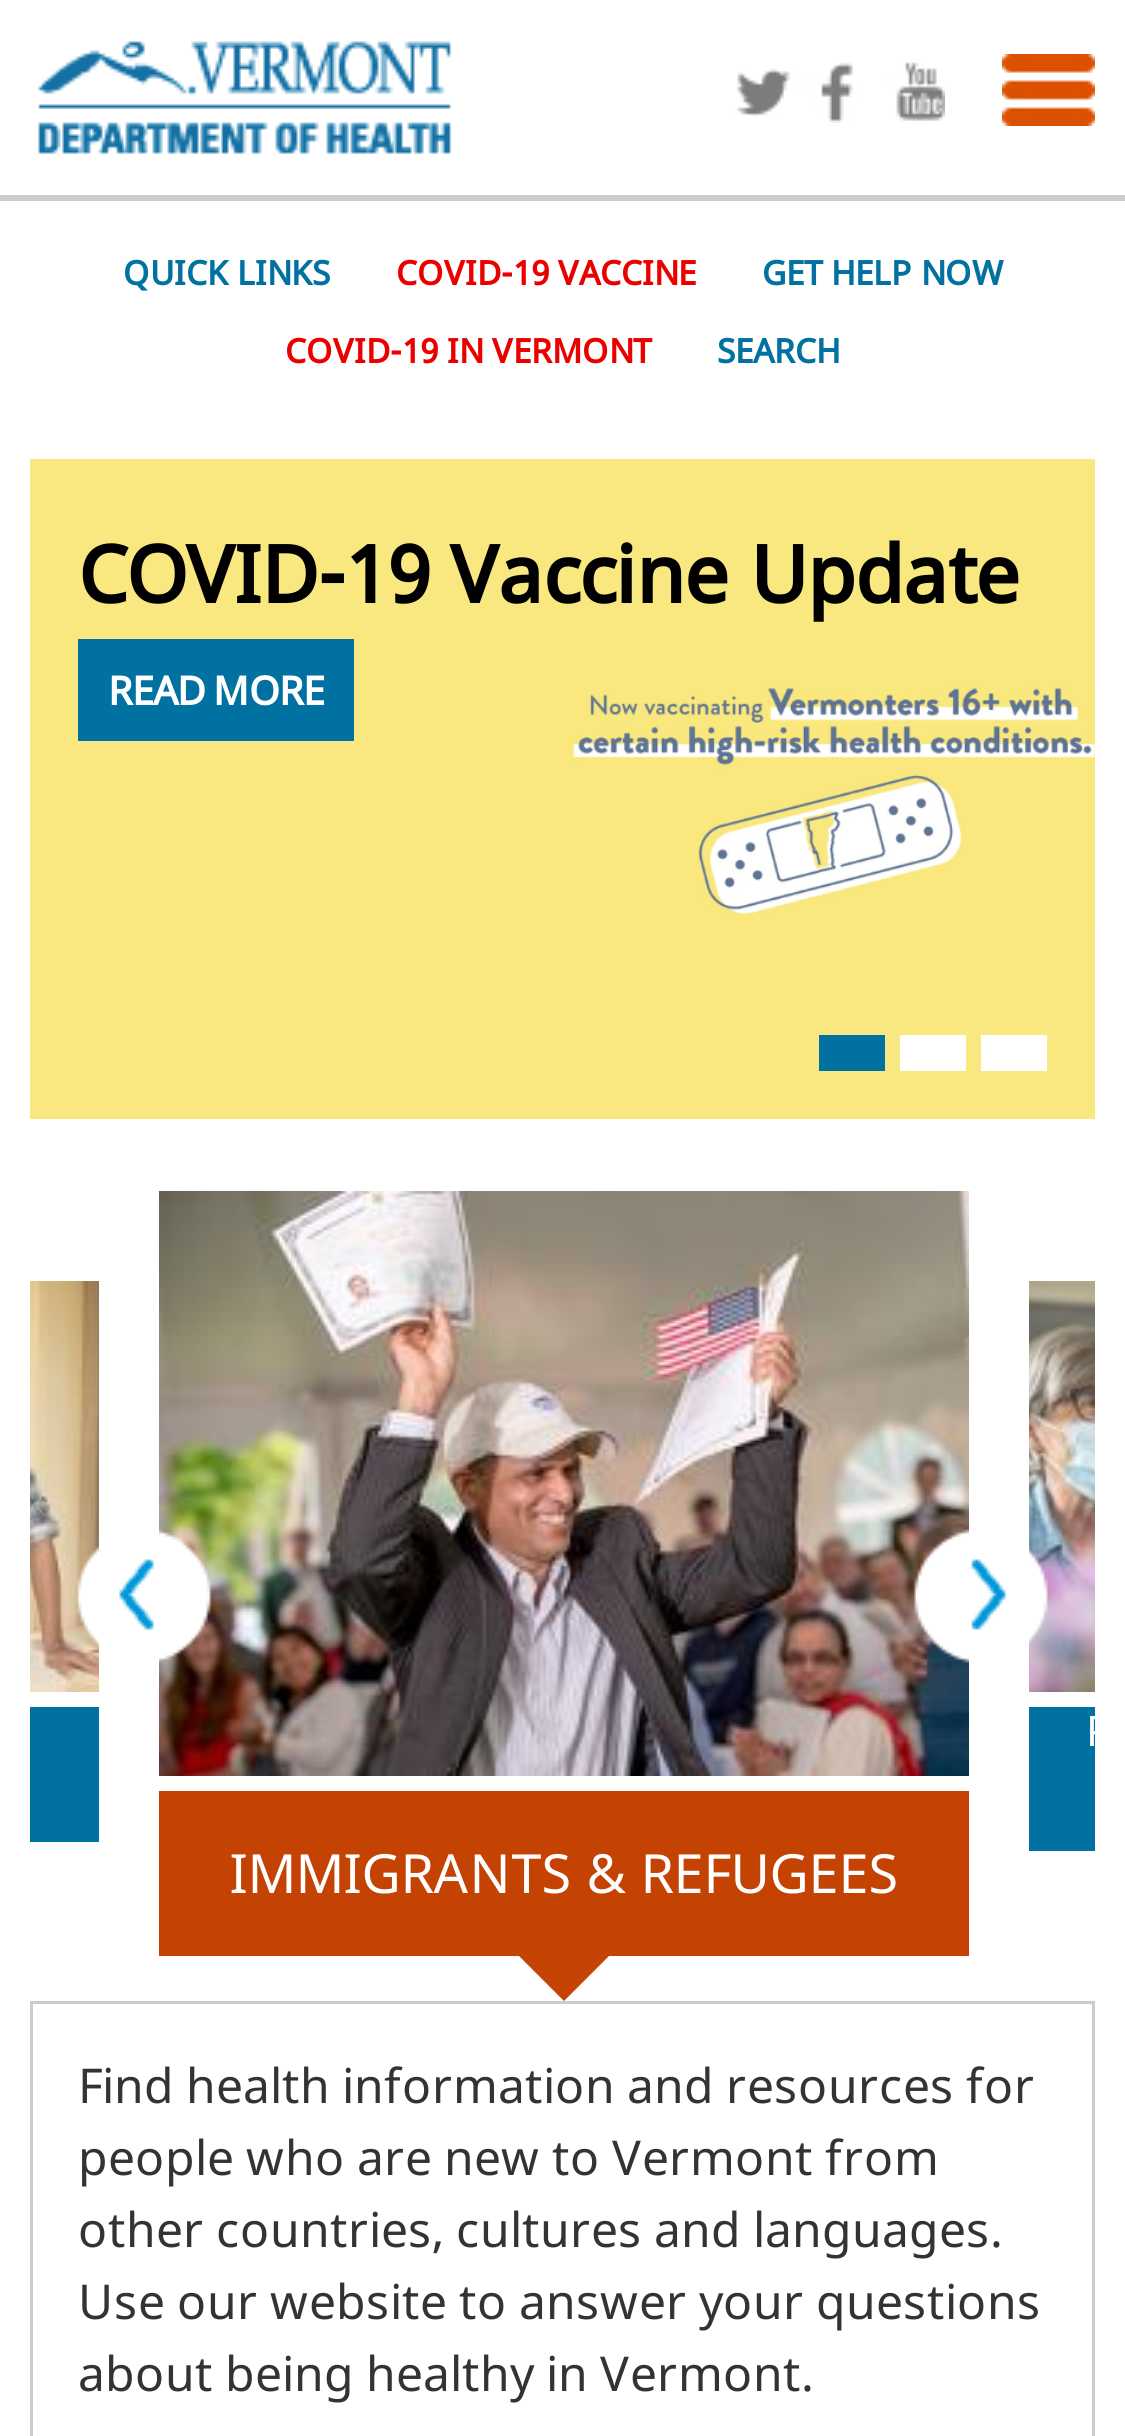 VERMONT
DEPARTMENT OF HEALTH
You
Tube
QUICK LINKS COVID-19 VACCINE GET HELP NOW
COVID-19 IN VERMONT SEARCH
COVID-19 Vaccine Update
READ MORE
Now vaccinating Vermonters 16+ with
certain high-risk health conditions.
IMMIGRANTS & REFUGEES
Find health information and resources for
people who are new to Vermont from
other countries, cultures and languages.
Use our website to answer your questions
about being healthy in Vermont.